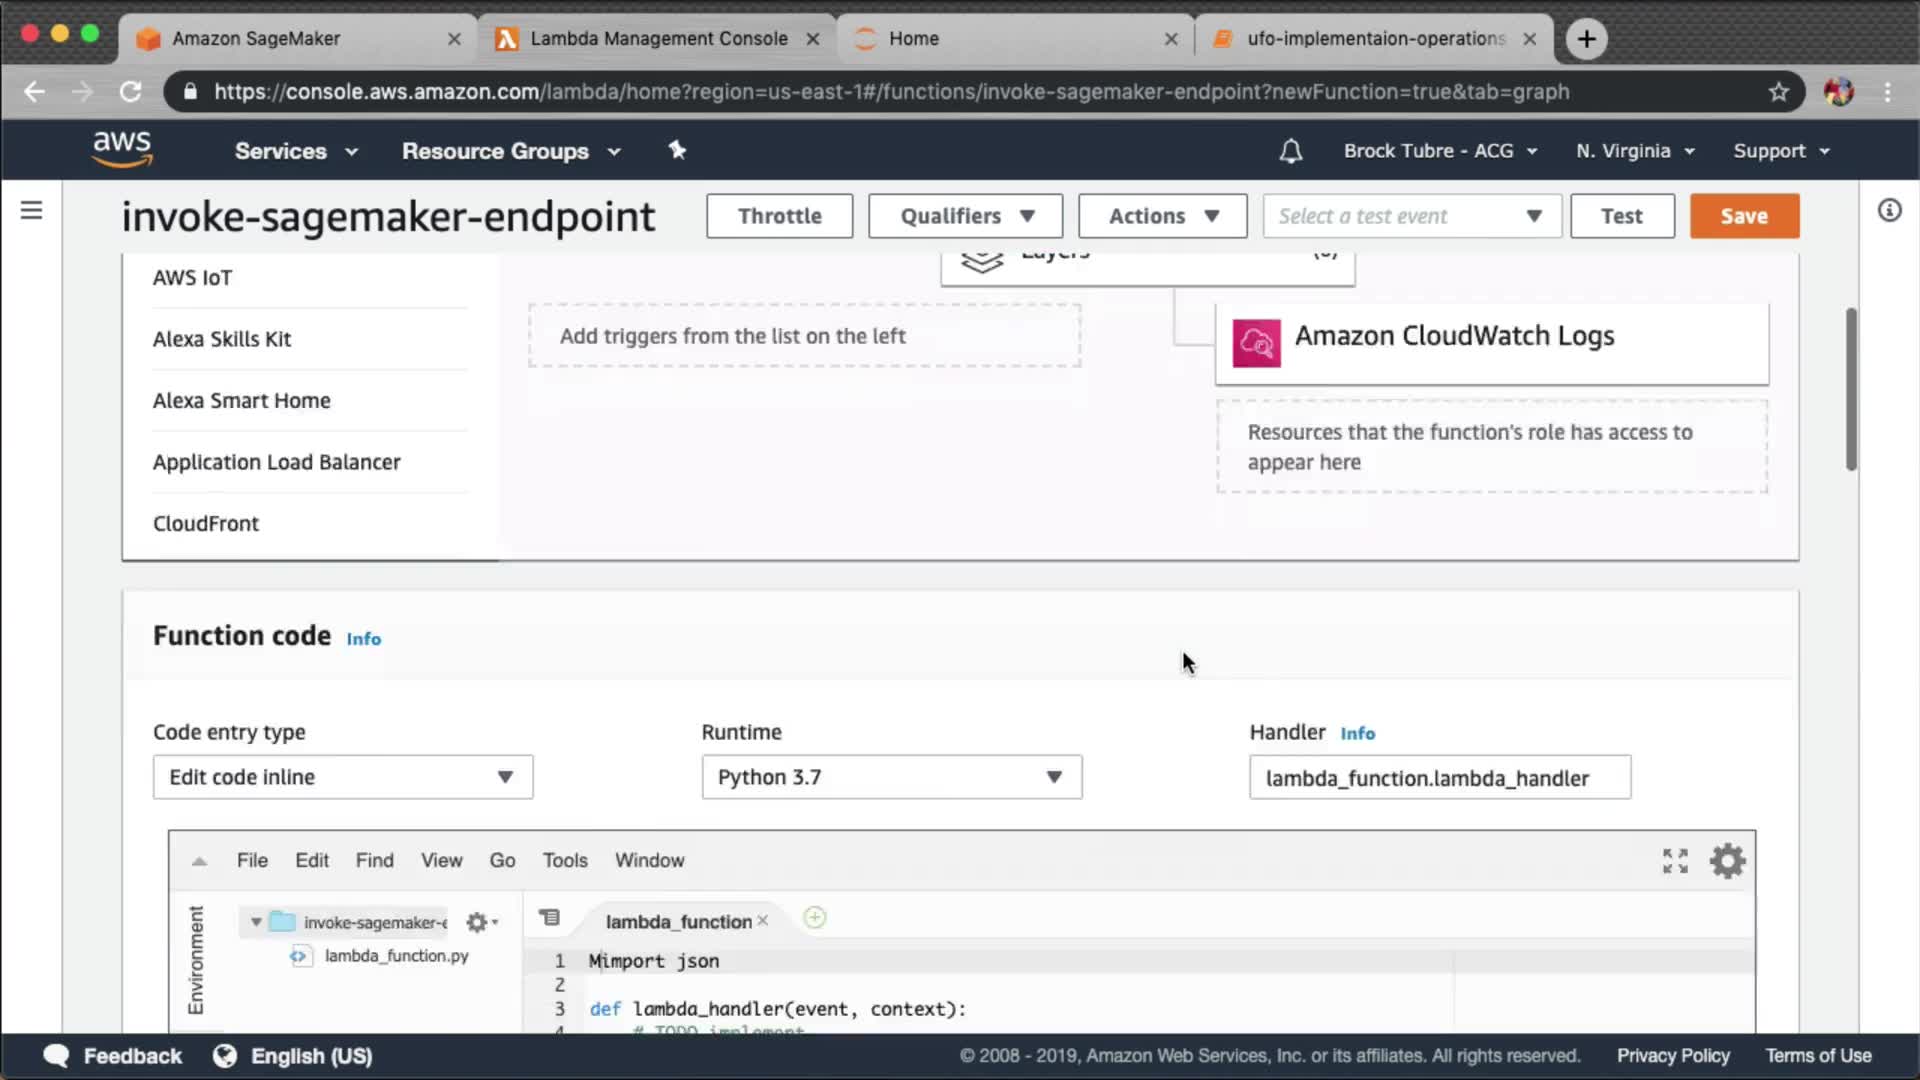 Amazon SageMaker
Lambda Management Console
Home
ufo-implementaion-operations
https://console.aws.amazon.com/lambda/home?region=us-east-1#/functions/invoke-sagemaker-endpoint?newFunction=true&tab=graph
aws
Services
Resource Groups
Brock Tubre - ACG
N. Virginia
Support
invoke-sagemaker-endpoint
Throttle
Qualifiers
Actions
Select a test event
Test
Save
AWS IoT
Layers
(0)
Add triggers from the list on the left
Amazon CloudWatch Logs
Alexa Skills Kit
Alexa Smart Home
Resources that the function's role has access to
appear here
Application Load Balancer
CloudFront
Function code Info
Code entry type
Runtime
Handler Info
Edit code inline
Python 3.7
lambda_function.lambda_handler
File Edit Find View Go Tools Window
Environment
invoke-sagemaker-e
lambda_function.py
lambda_function
1 Mimport json
2
3 def lambda_handler(event, context):
4 # TODO implement
Feedback
English (US)
© 2008 - 2019, Amazon Web Services, Inc. or its affiliates. All rights reserved.
Privacy Policy
Terms of Use